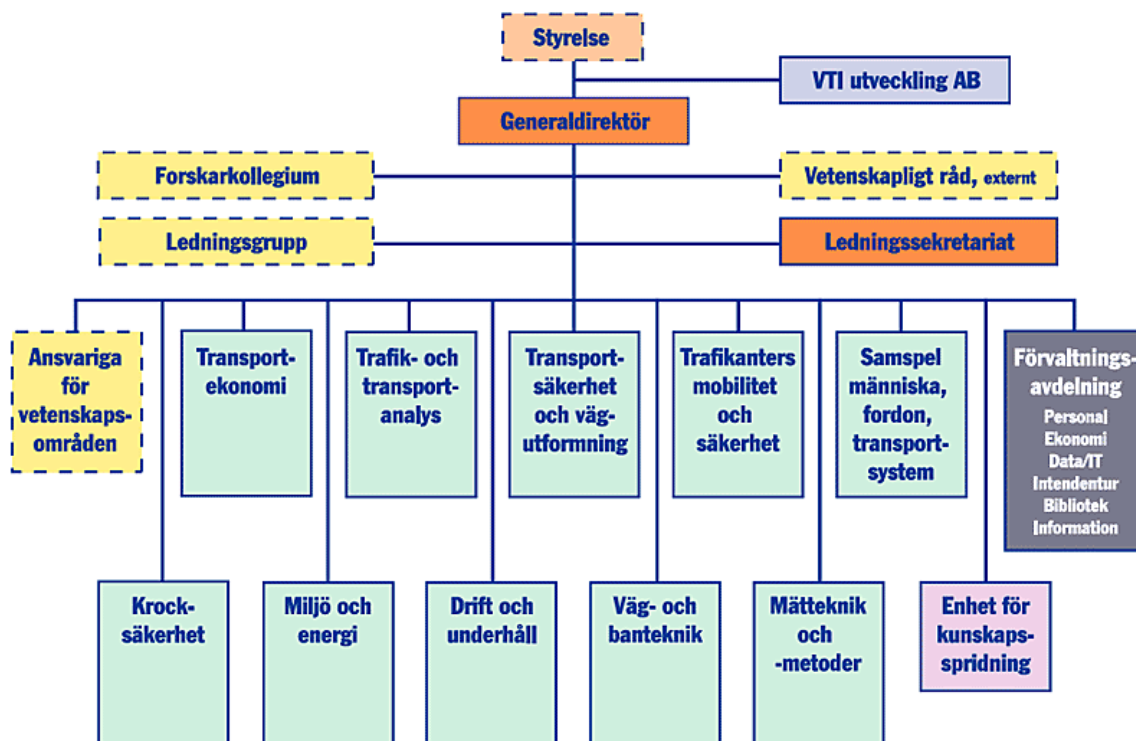 Styrelse
VTI utveckling AB
Generaldirektör
Forskarkollegium
Vetenskapligt råd, externt
Ledningsgrupp
Ledningssekretariat
Ansvariga
för
vetenskaps-
områden
Transport-
ekonomi
Trafik- och
transport-
analys
Transport-
säkerhet
och väg-
utformning
Trafikanters
mobilitet
och
säkerhet
Samspel
människa,
fordon,
transport-
system
Förvaltnings-
avdelning
Personal
Ekonomi
Data/IT
Intendentur
Bibliotek
Information
Krock-
säkerhet
Miljö och
energi
Drift och
underhåll
Väg- och
banteknik
Mätteknik
och
-metoder
Enhet för
kunskaps-
spridning